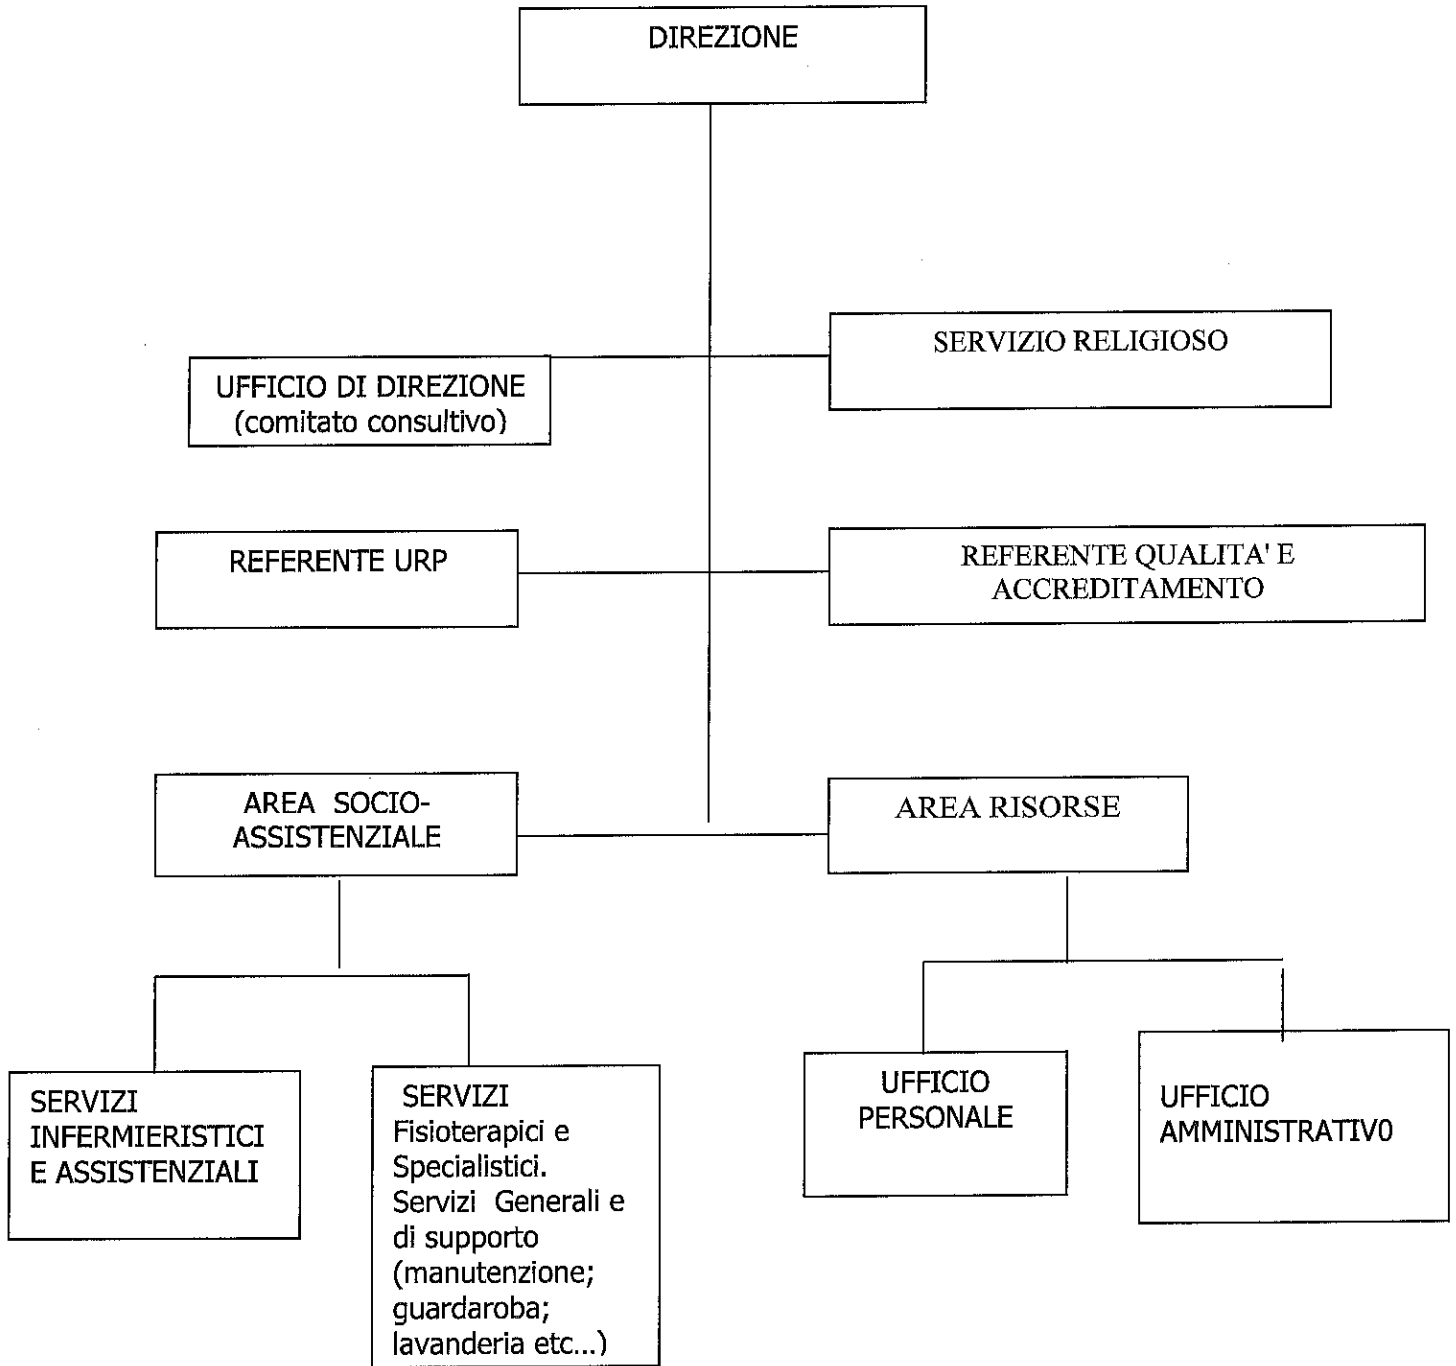 DIREZIONE
SERVIZIO RELIGIOSO
UFFICIO DI DIREZIONE
(comitato consultivo)
REFERENTE URP
REFERENTE QUALITA' E
ACCREDITAMENTO
AREA SOCIO-
ASSISTENZIALE
AREA RISORSE
SERVIZI
INFERMIERISTICI
E ASSISTENZIALI
SERVIZI
Fisioterapici e
Specialistici.
Servizi Generali e
di supporto
(manutenzione;
guardaroba;
lavanderia etc...)
UFFICIO
PERSONALE
UFFICIO
AMMINISTRATIV0